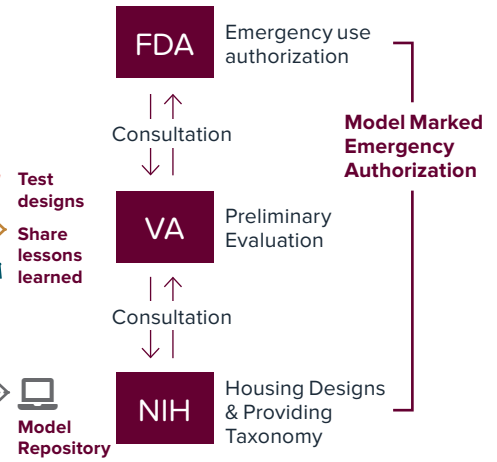 FDA
Emergency use
authorization
Consultation
Model Marked
Emergency
Authorization
Test
designs
Share
lessons
learned
VA
Preliminary
Evaluation
Consultation
NIH
Housing Designs
& Providing
Taxonomy
Model
Repository